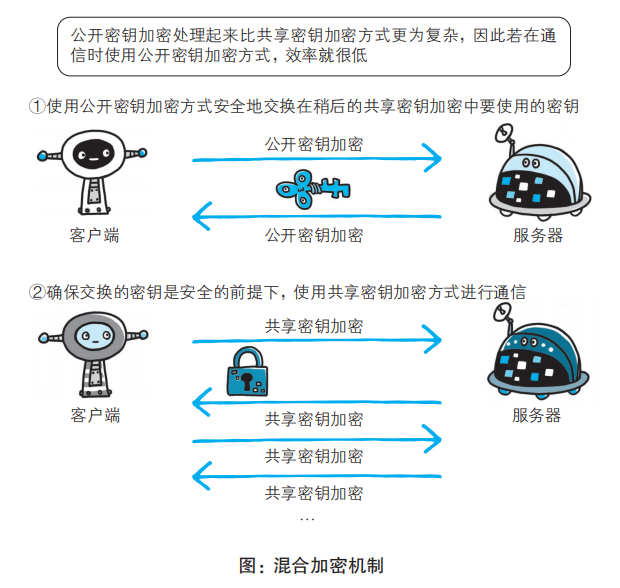 公开密钥加密处理起来比共享密钥加密方式更为复杂，因此若在通
信时使用公开密钥加密方式，效率就很低
①使用公开密钥加密方式安全地交换在稍后的共享密钥加密中要使用的密钥
公开密钥加密
公开密钥加密
客户端
服务器
②确保交换的密钥是安全的前提下，使用共享密钥加密方式进行通信
共享密钥加密
客户端
服务器
共享密钥加密
共享密钥加密
共享密钥加密
…
图：混合加密机制